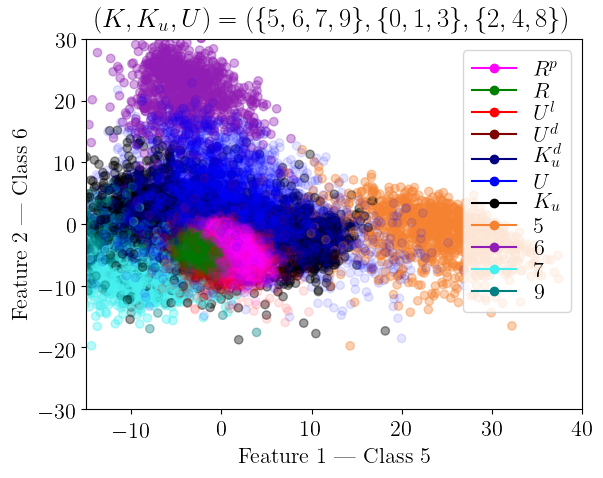 (K, K_u, U) = ({5, 6, 7, 9}, {0, 1, 3}, {2, 4, 8})
30
20
10
0
−10
−20
−30
Feature 2 — Class 6
R^p
R
U^l
U^d
K_u^d
U
K_u
5
6
7
9
−10
0
10
20
30
40
Feature 1 — Class 5